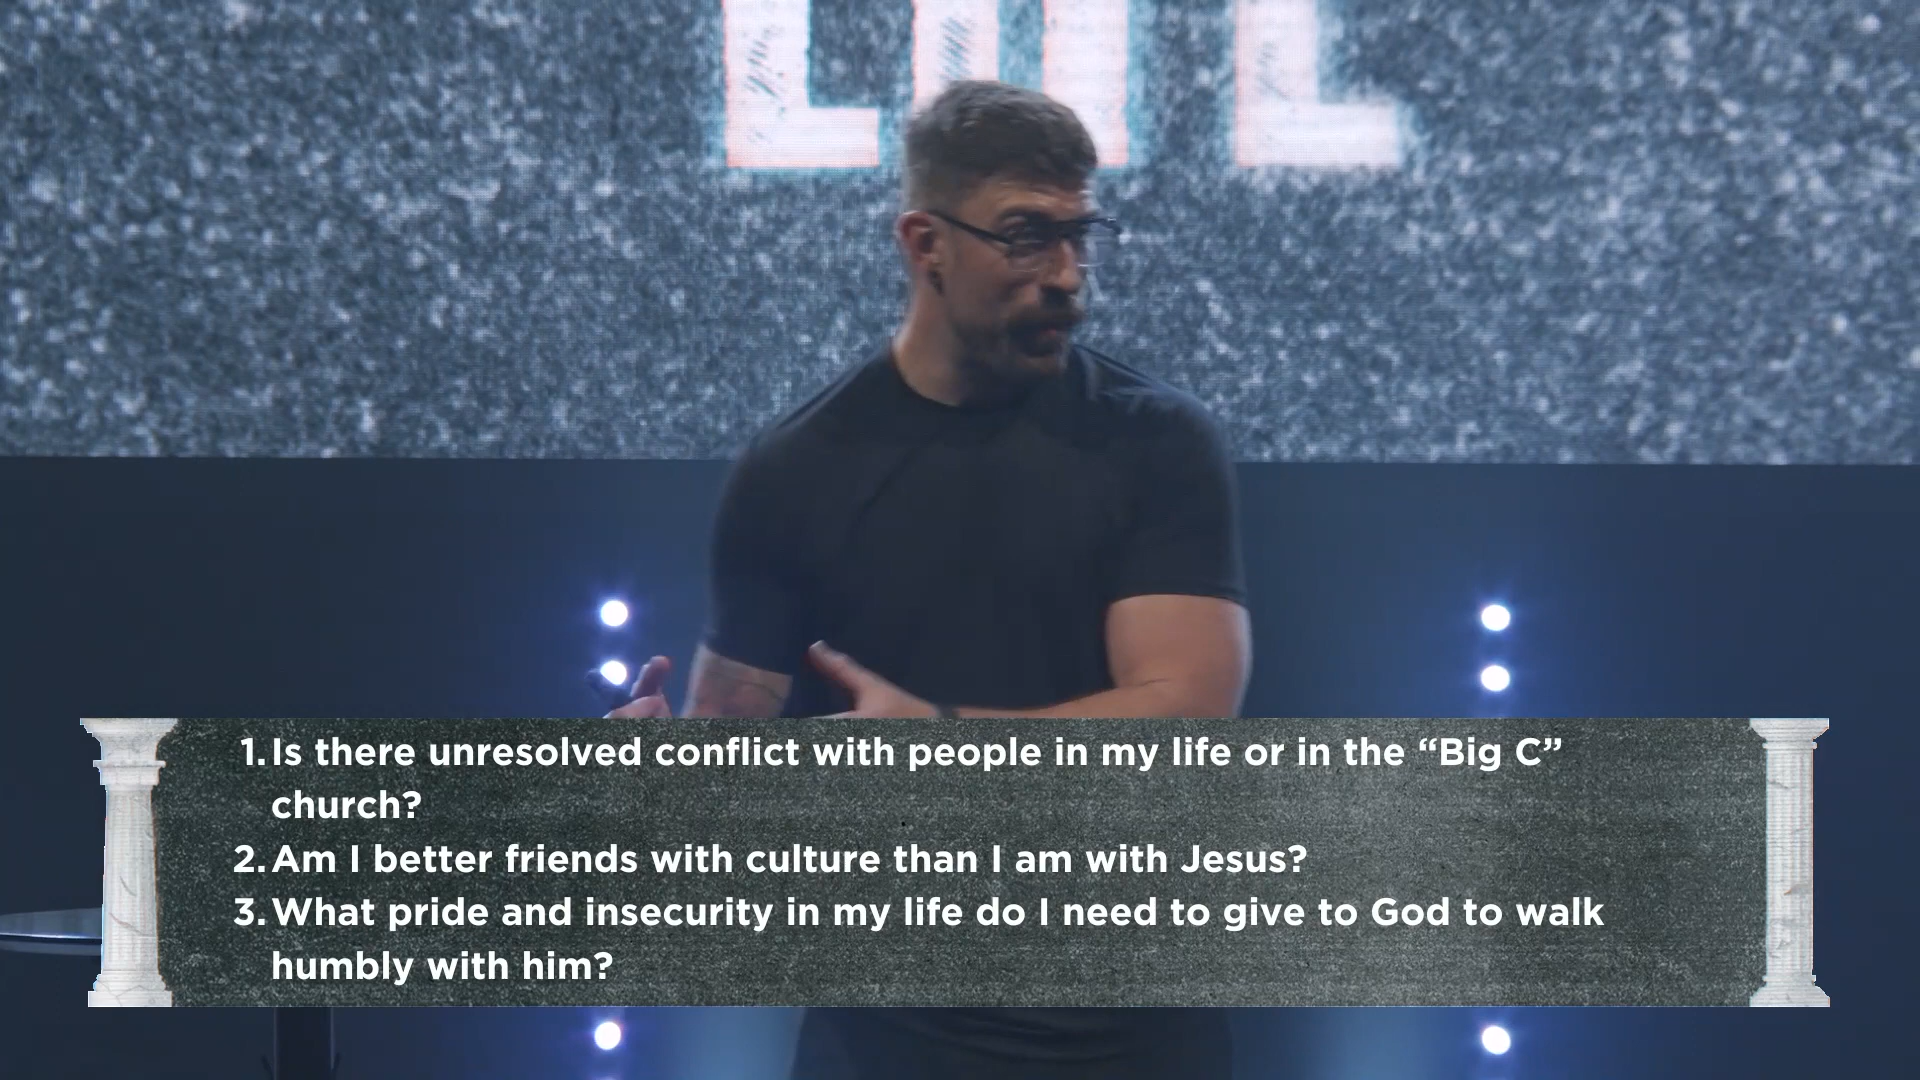 1. Is there unresolved conflict with people in my life or in the “Big C”
church?
2. Am I better friends with culture than I am with Jesus?
3. What pride and insecurity in my life do I need to give to God to walk
humbly with him?